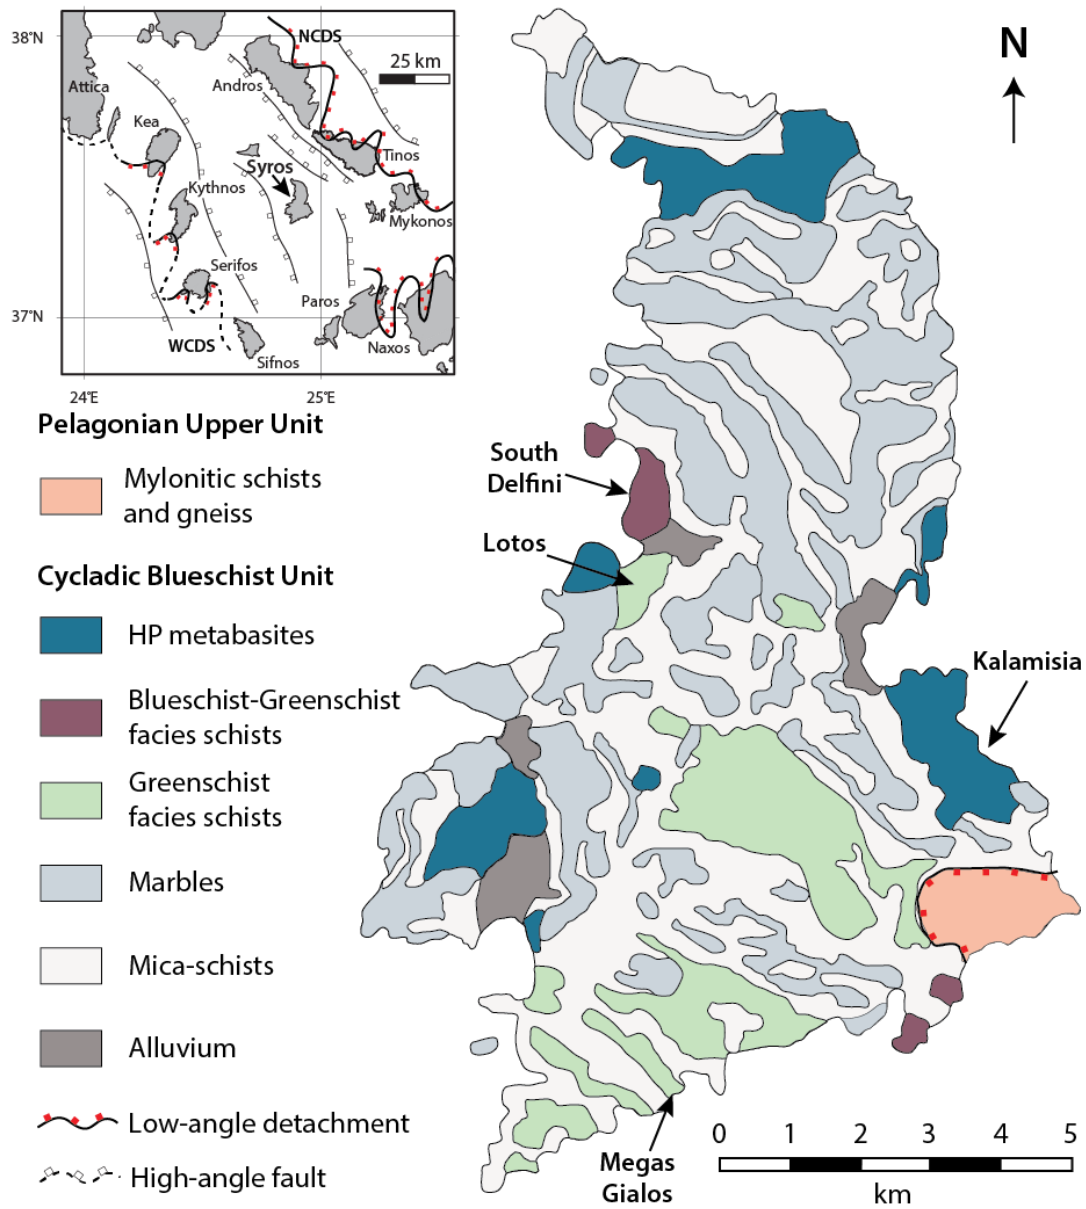 38°N
NCDS
25 km
Attica
Andros
Kea
Tinos
Syros
Kythnos
Mykonos
Serifos
Paros
37°N
WCDS
Naxos
Sifnos
24°E
25°E
N
Pelagonian Upper Unit
Mylonitic schists
and gneiss
Cycladic Blueschist Unit
HP metabasites
Blueschist-Greenschist
facies schists
Greenschist
facies schists
Marbles
Mica-schists
Alluvium
Low-angle detachment
High-angle fault
South
Delfini
Lotos
Kalamisia
Megas
Gialos
0 1 2 3 4 5
km